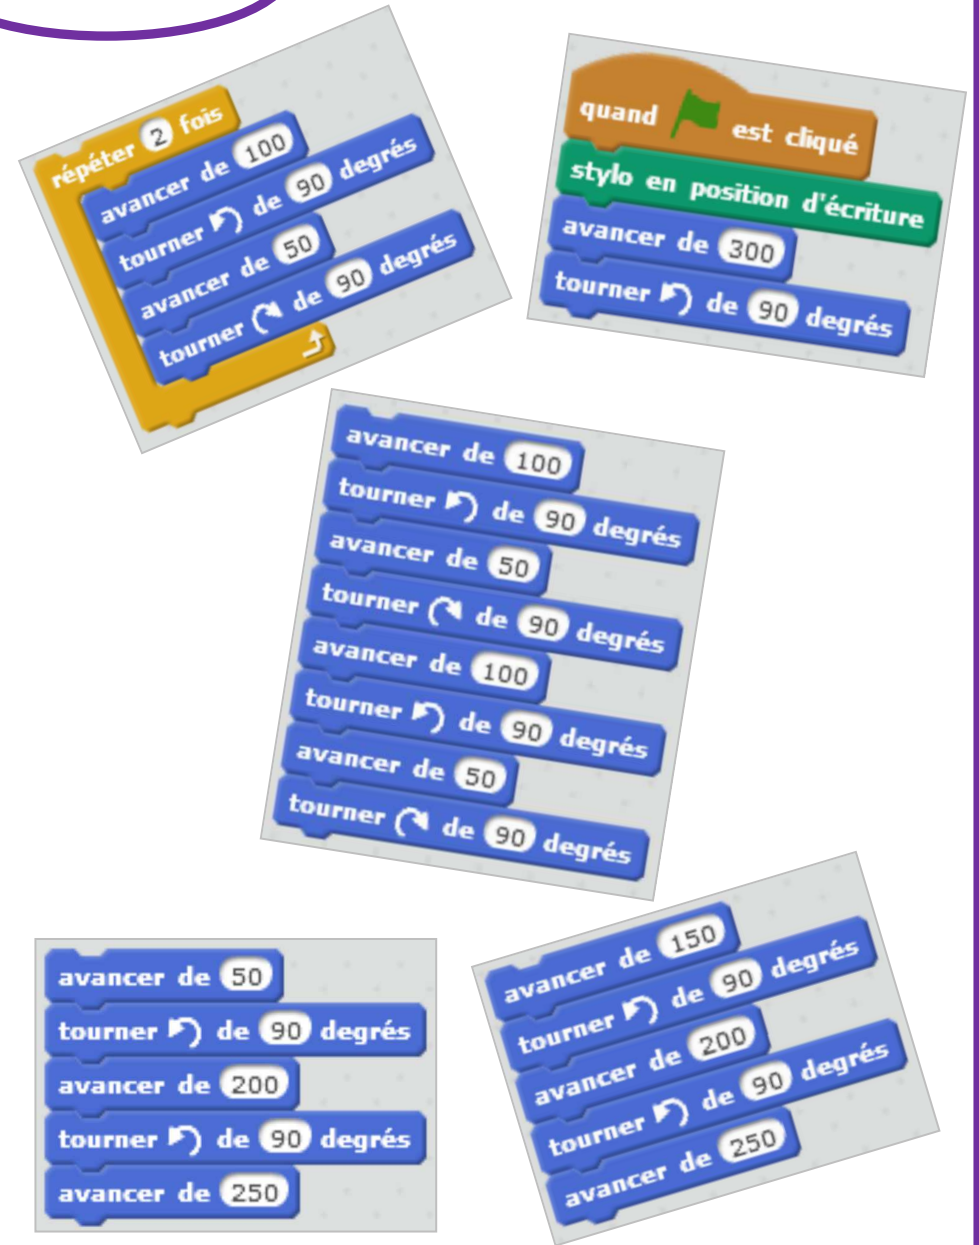 répéter 2 fois
avancer de 100
tourner de 90 degrés
avancer de 50
tourner de 90 degrés
quand est cliqué
stylo en position d'écriture
avancer de 300
tourner de 90 degrés
avancer de 100
tourner de 90 degrés
avancer de 50
tourner de 90 degrés
avancer de 100
tourner de 90 degrés
avancer de 50
tourner de 90 degrés
avancer de 50
tourner de 90 degrés
avancer de 200
tourner de 90 degrés
avancer de 250
avancer de 150
tourner de 90 degrés
avancer de 200
tourner de 90 degrés
avancer de 250